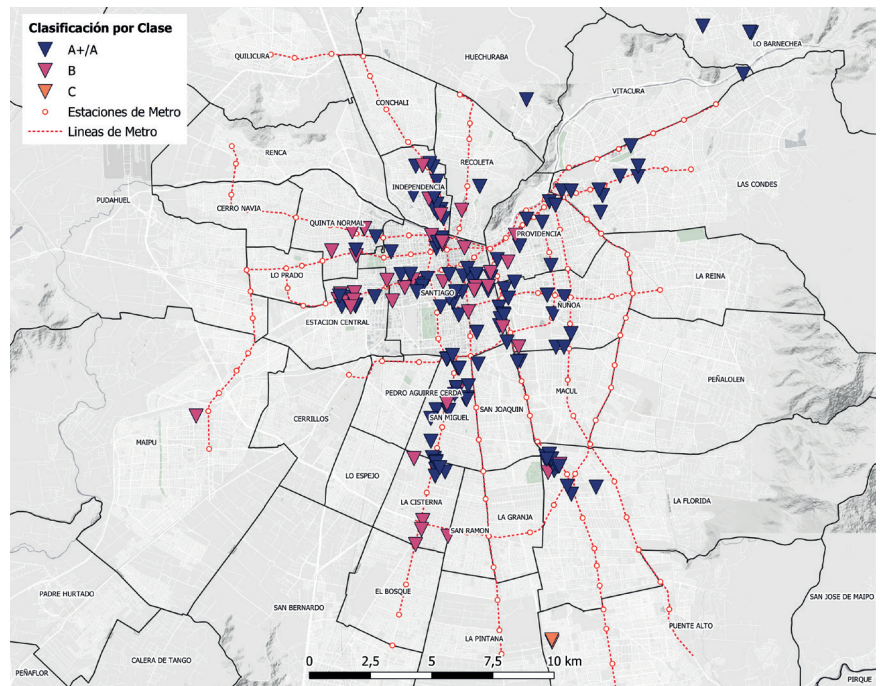 Clasificación por Clase
A+/A
B
C
Estaciones de Metro
Lineas de Metro
QUILICURA
HUECHURABA
LO BARNECHEA
VITACURA
CONCHALI
RENCA
RECOLETA
INDEPENDENCIA
LAS CONDES
PUDAHUEL
CERRO NAVIA
QUINTA NORMAL
PROVIDENCIA
LO PRADO
LA REINA
SANTIAGO
ÑUÑOA
ESTACION CENTRAL
PEÑALOLEN
PEDRO AGUIRRE CERDA
MACUL
SAN JOAQUIN
CERRILLOS
SAN MIGUEL
MAIPU
LO ESPEJO
LA CISTERNA
LA FLORIDA
LA GRANJA
SAN RAMON
PADRE HURTADO
EL BOSQUE
SAN BERNARDO
SAN JOSE DE MAIPO
PUENTE ALTO
LA PINTANA
CALERA DE TANGO
PEÑAFLOR
PIRQUE
0 2,5 5 7,5 10 km